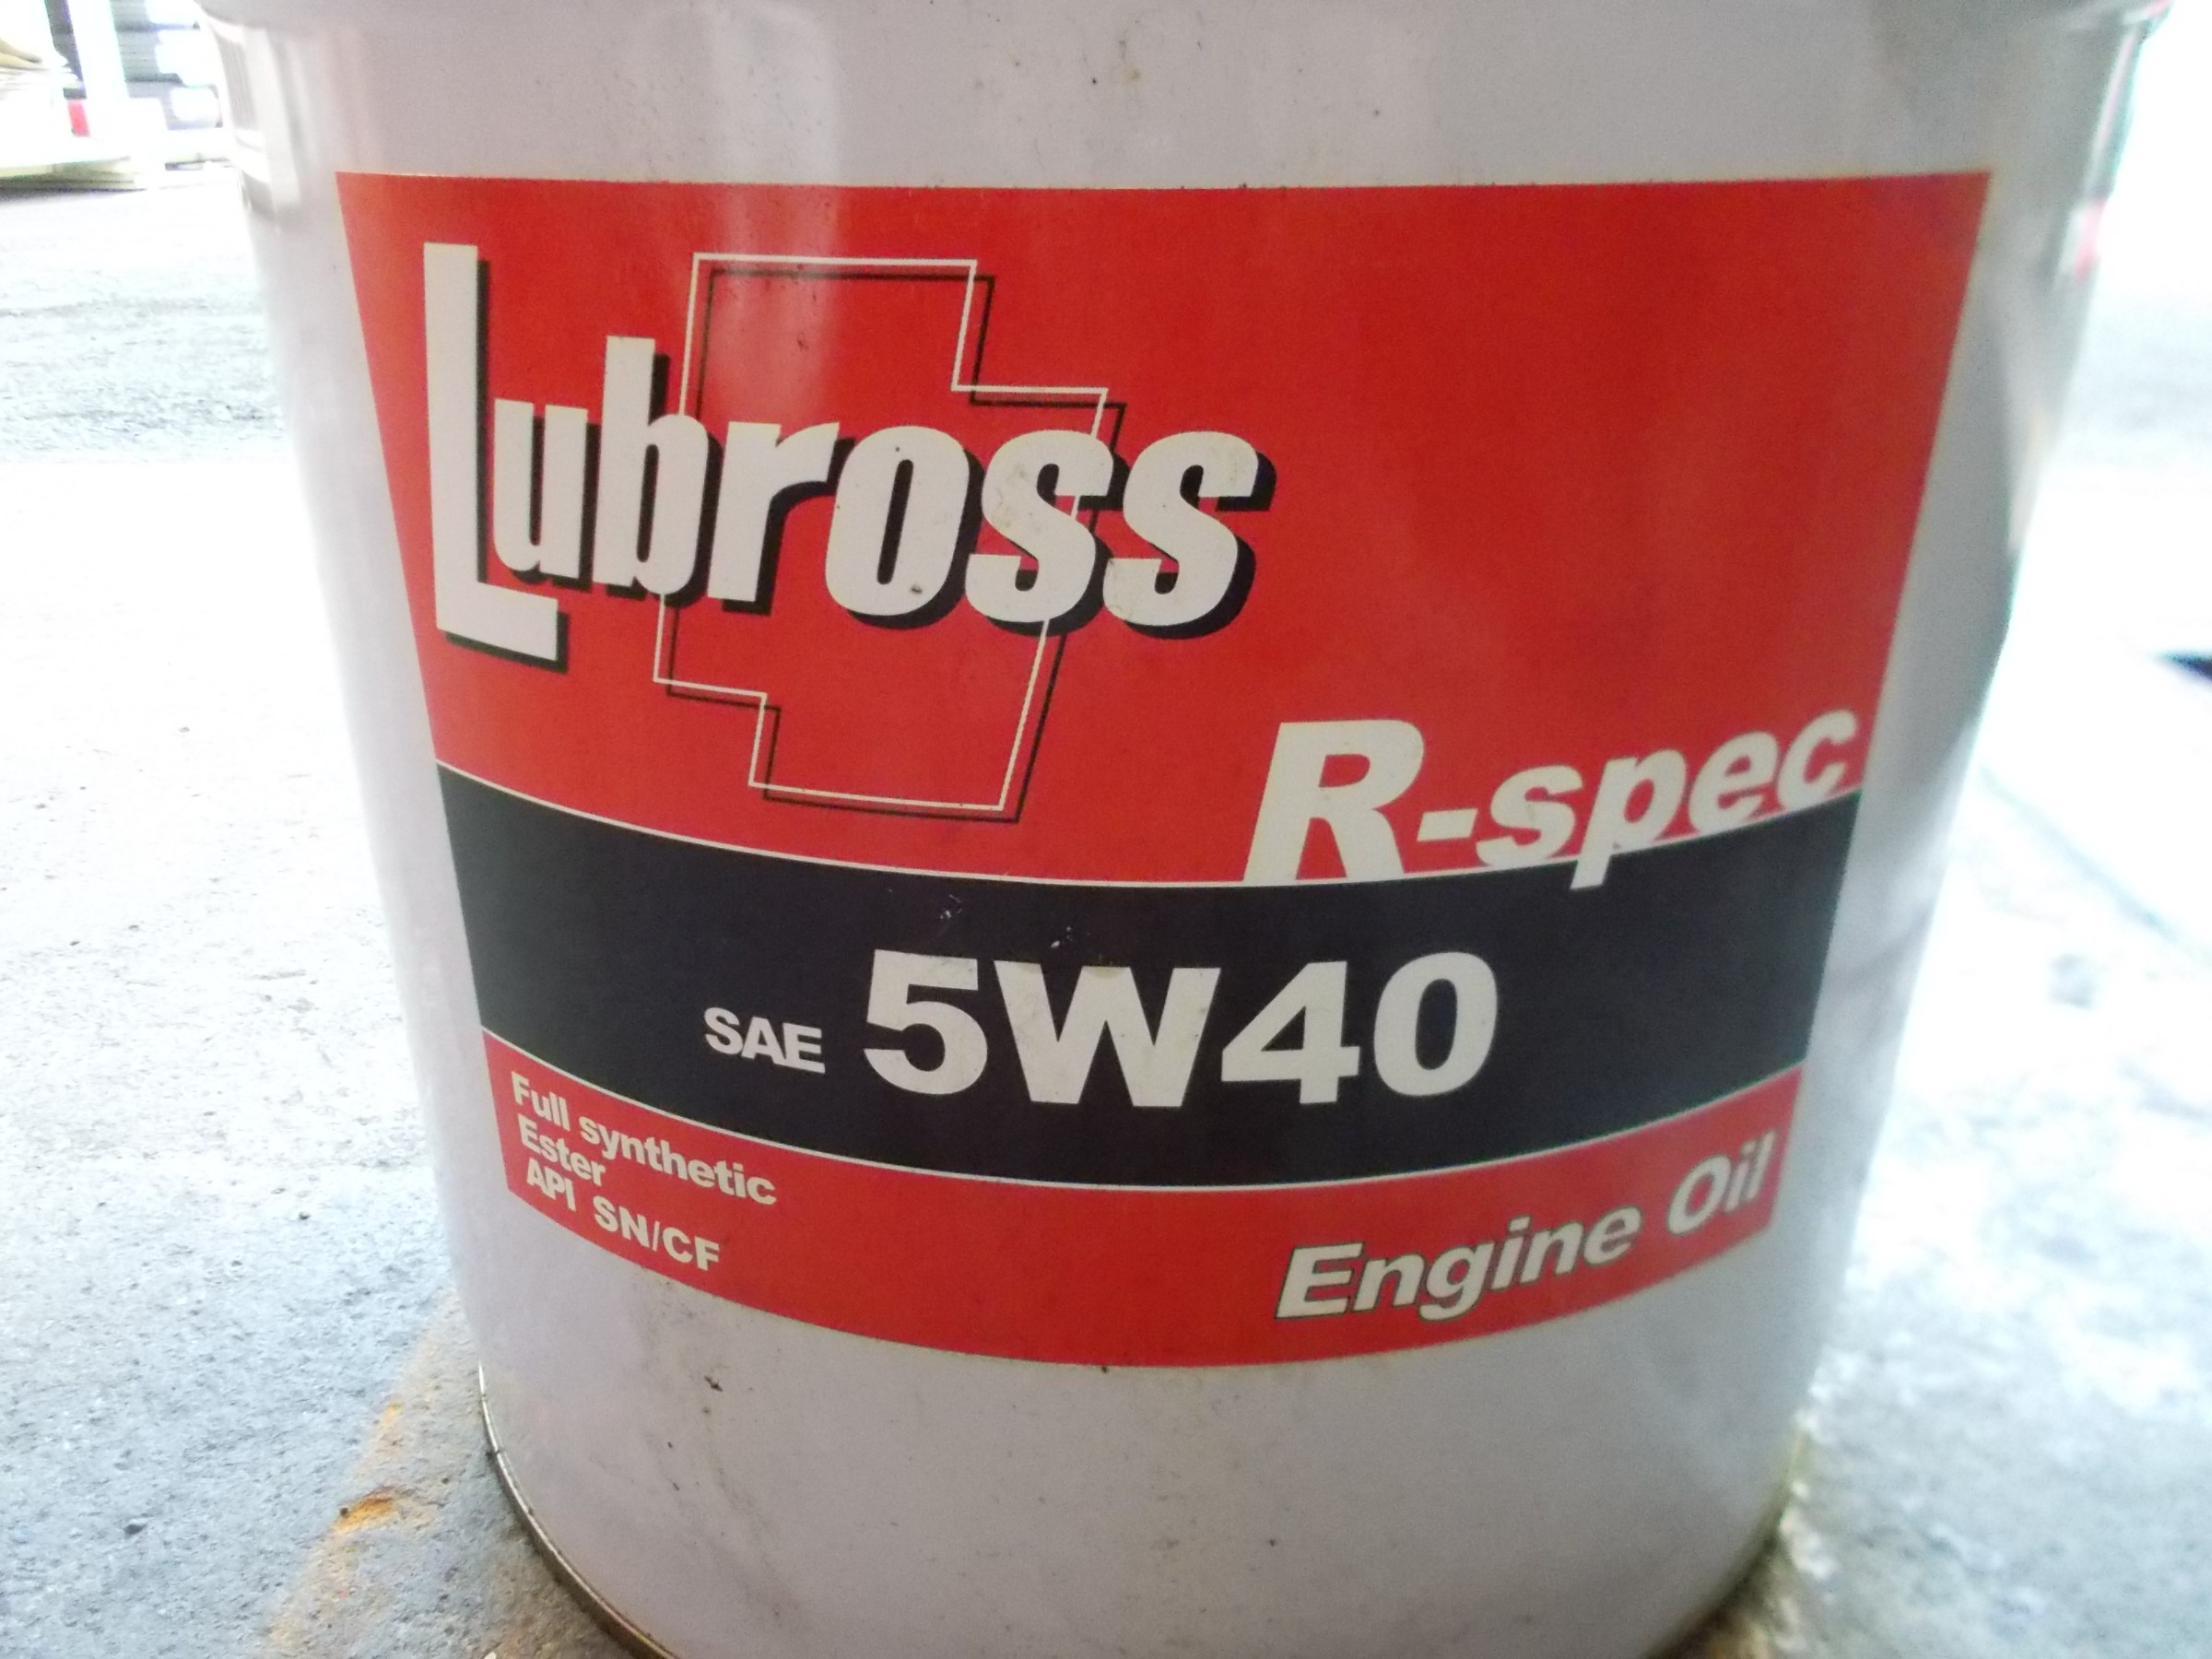 Lubross
R-spec
SAE 5W40
Full synthetic
Ester
API SN/CF
Engine Oil